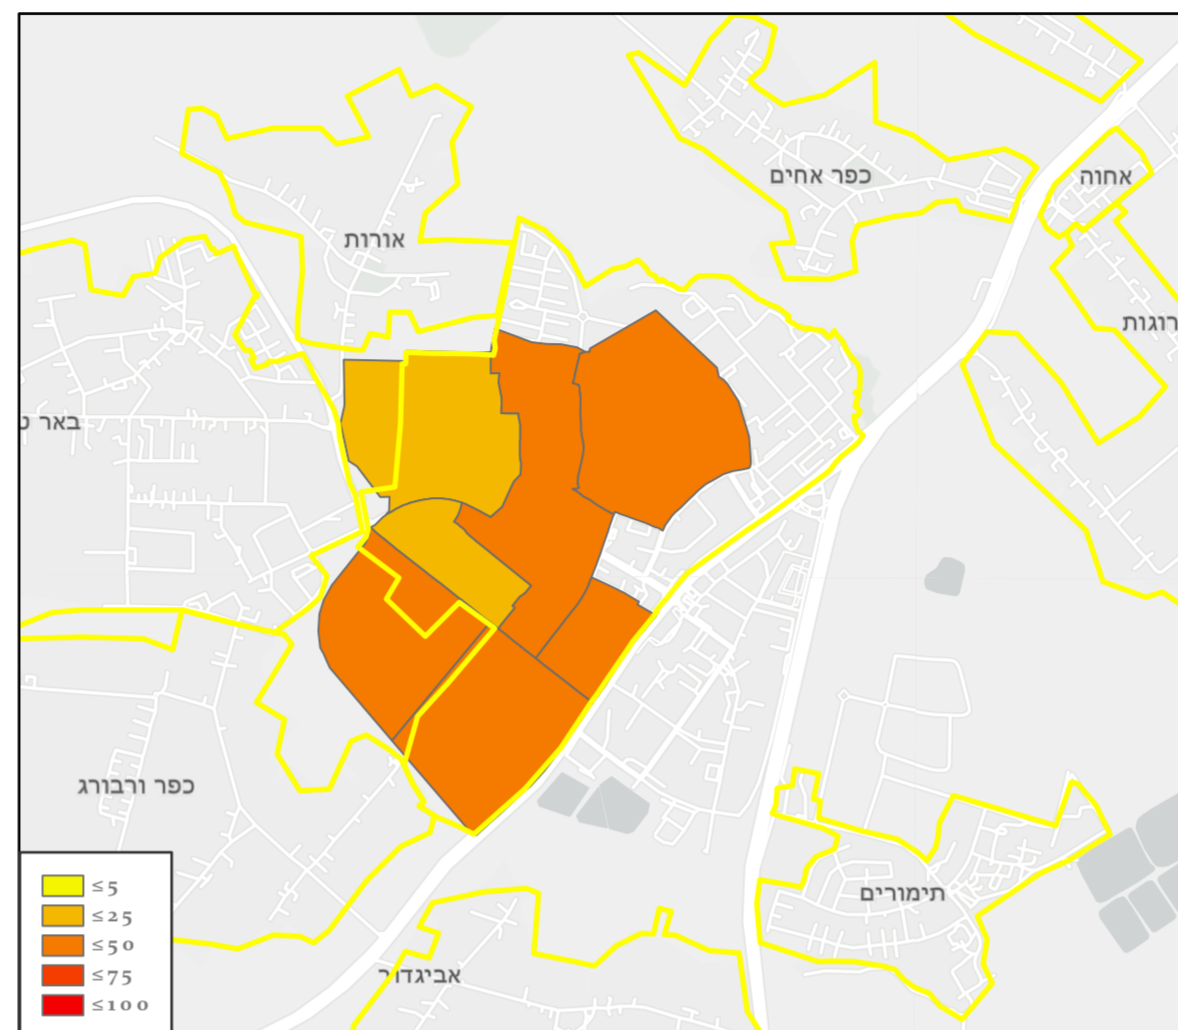 כפר אחים
אחוה
אורות
רוגות
באר ט
כפר ורבורג
תימורים
אביגדור
≤5
≤25
≤50
≤75
≤100